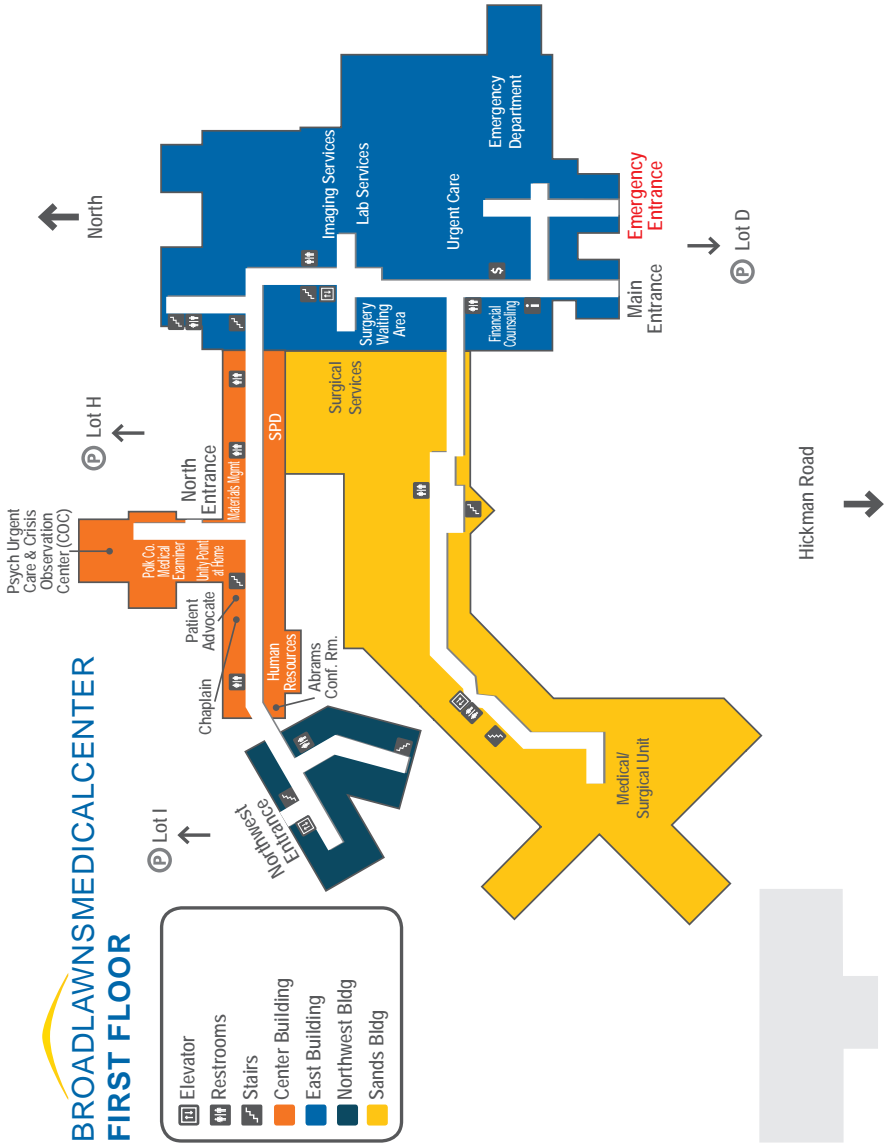 BROADLAWNSMEDICALCENTER
FIRST FLOOR
Elevator
Restrooms
Stairs
Center Building
East Building
Northwest Bldg
Sands Bldg
P Lot I
Northwest
Entrance
Chaplain
Patient
Advocate
Psych Urgent
Care & Crisis
Observation
Center (COC)
Polk Co.
Medical
Examiner
Unity Point
at Home
Human
Resources
Abrams
Conf. Rm.
North
Entrance
Materials Mgmt
SPD
P Lot H
North
Surgical
Services
Surgery
Waiting
Area
Imaging Services
Lab Services
Urgent Care
Emergency
Department
Financial
Counseling
i
$
Main
Entrance
Emergency
Entrance
P Lot D
Medical/
Surgical Unit
Hickman Road